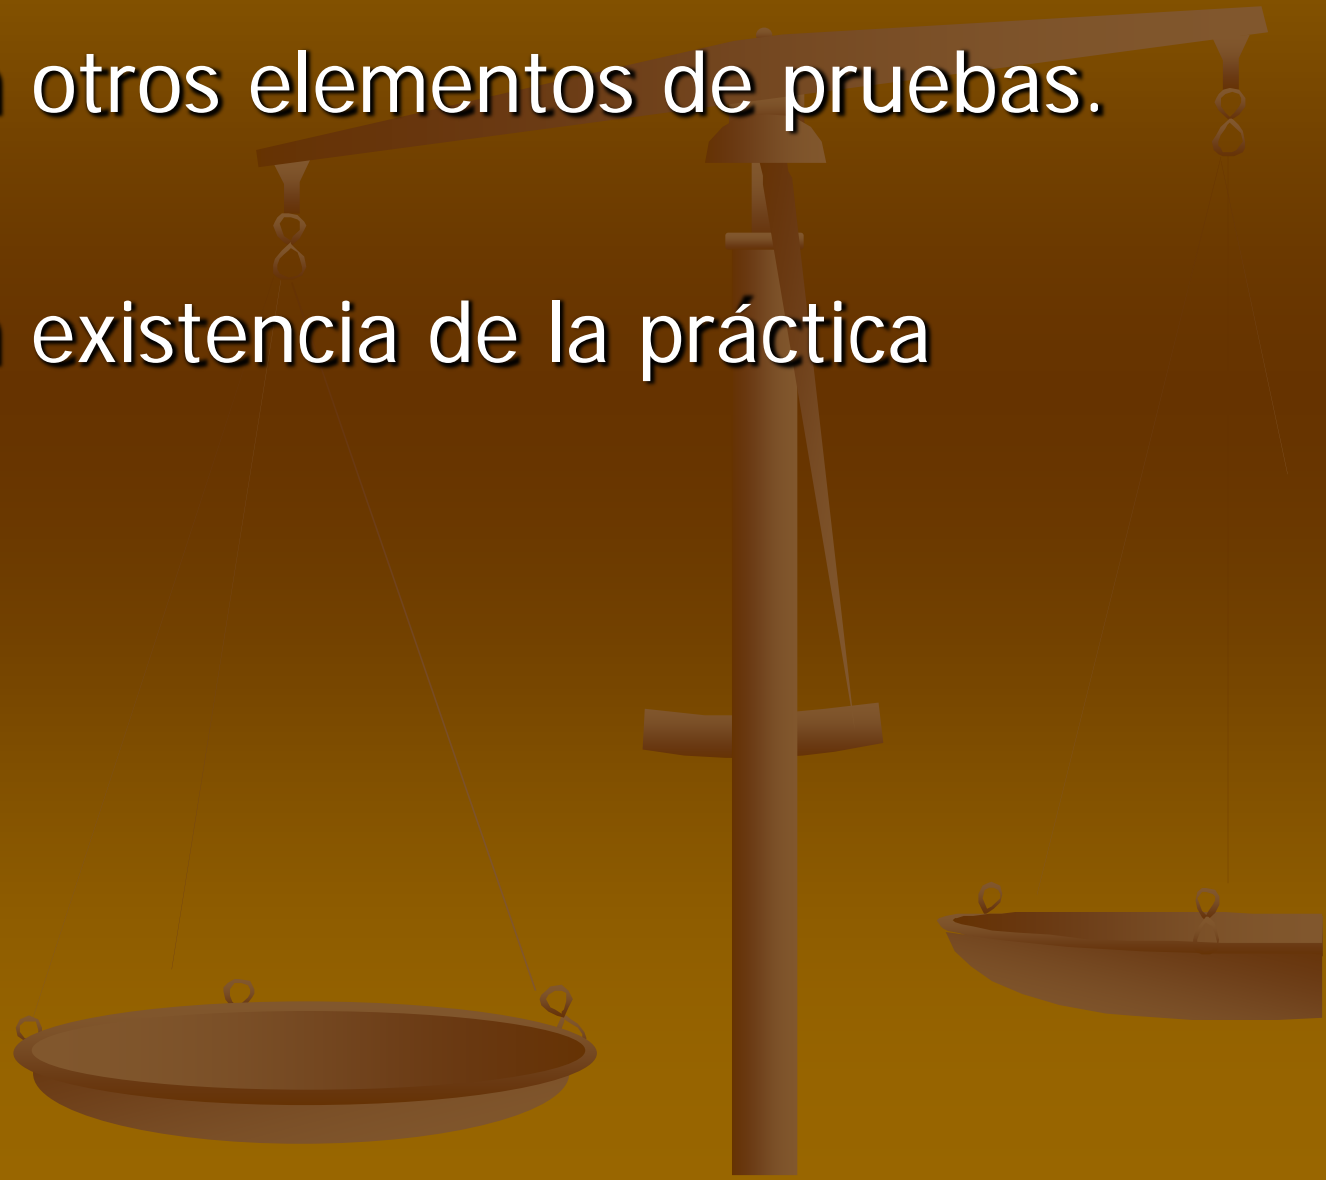 otros elementos de pruebas.
existencia de la práctica